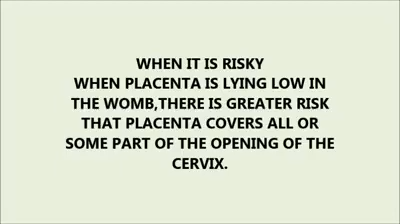 WHEN IT IS RISKY
WHEN PLACENTA IS LYING LOW IN
THE WOMB,THERE IS GREATER RISK
THAT PLACENTA COVERS ALL OR
SOME PART OF THE OPENING OF THE
CERVIX.